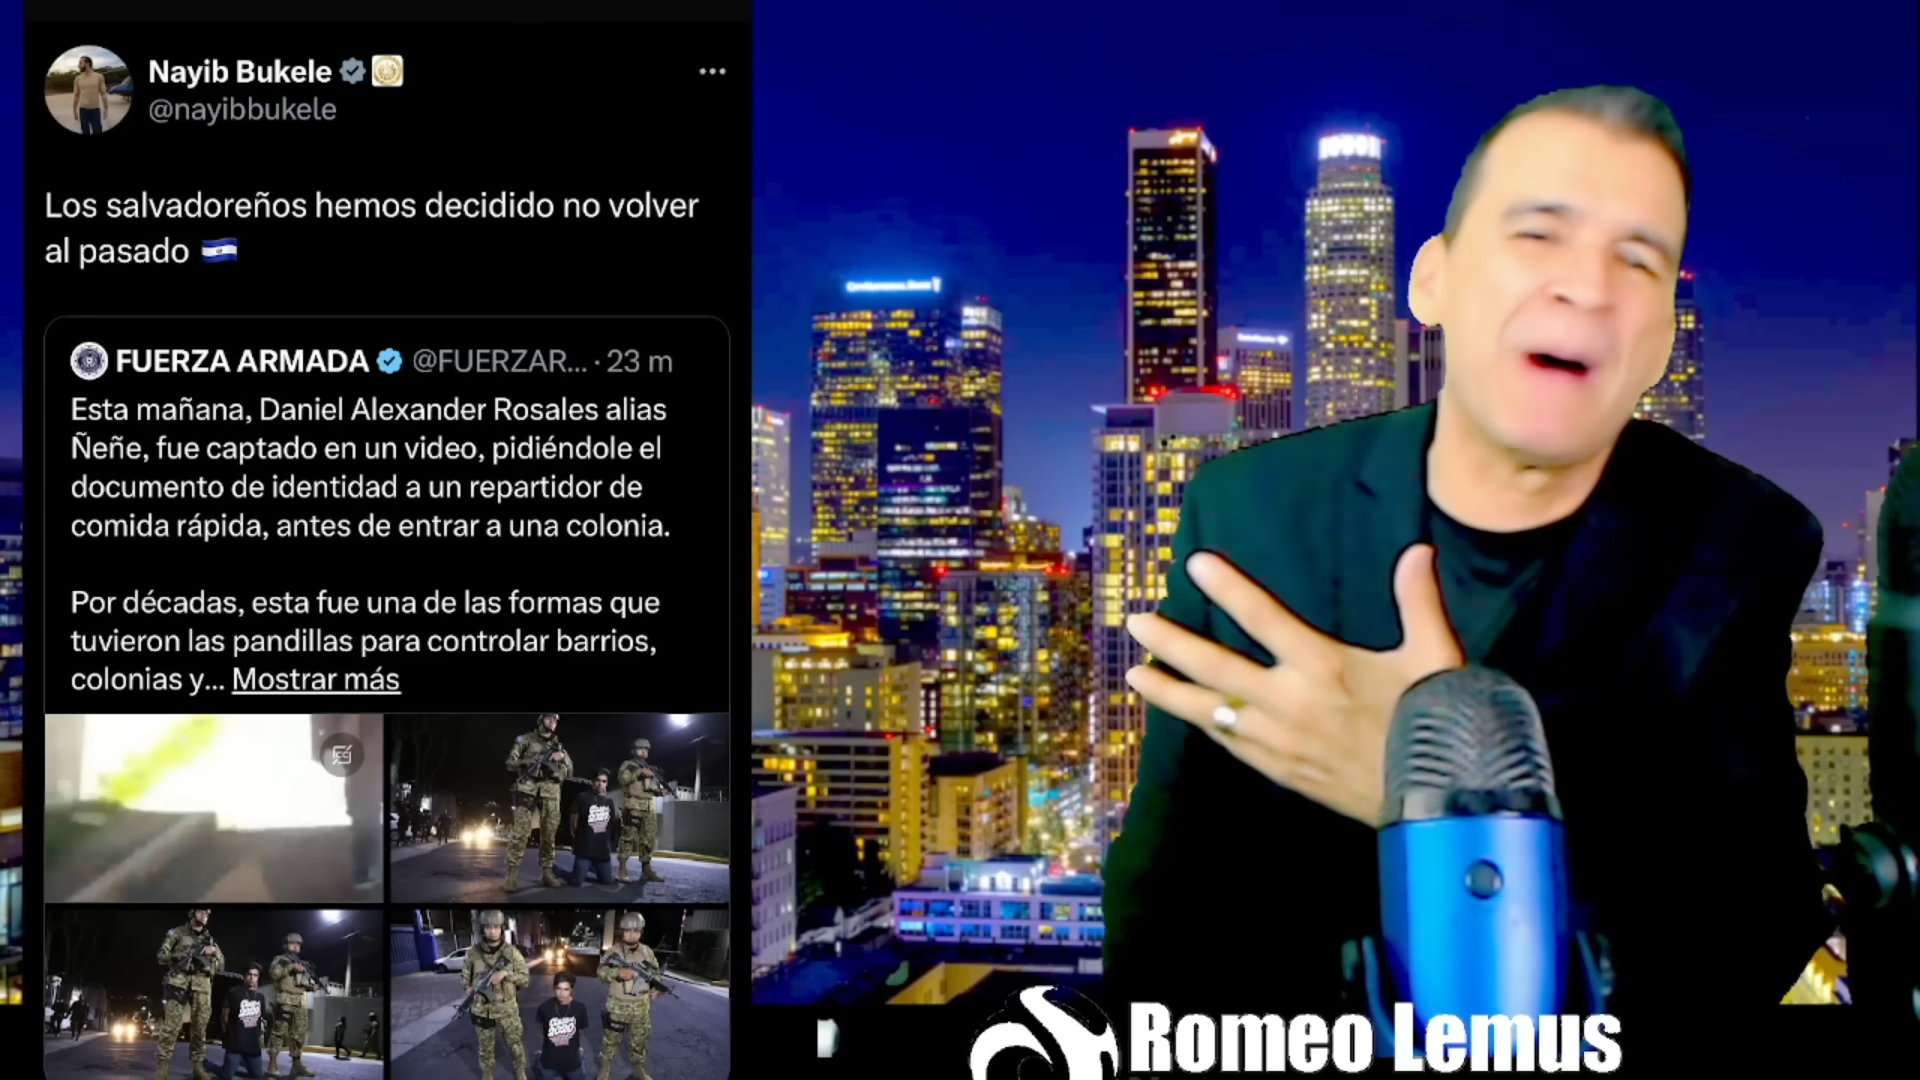 Nayib Bukele
@nayibbukele
Los salvadoreños hemos decidido no volver
al pasado
FUERZA ARMADA @FUERZAR... · 23 m
Esta mañana, Daniel Alexander Rosales alias
Ñeñe, fue captado en un video, pidiéndole el
documento de identidad a un repartidor de
comida rápida, antes de entrar a una colonia.
Por décadas, esta fue una de las formas que
tuvieron las pandillas para controlar barrios,
colonias y... Mostrar más
Romeo Lemus